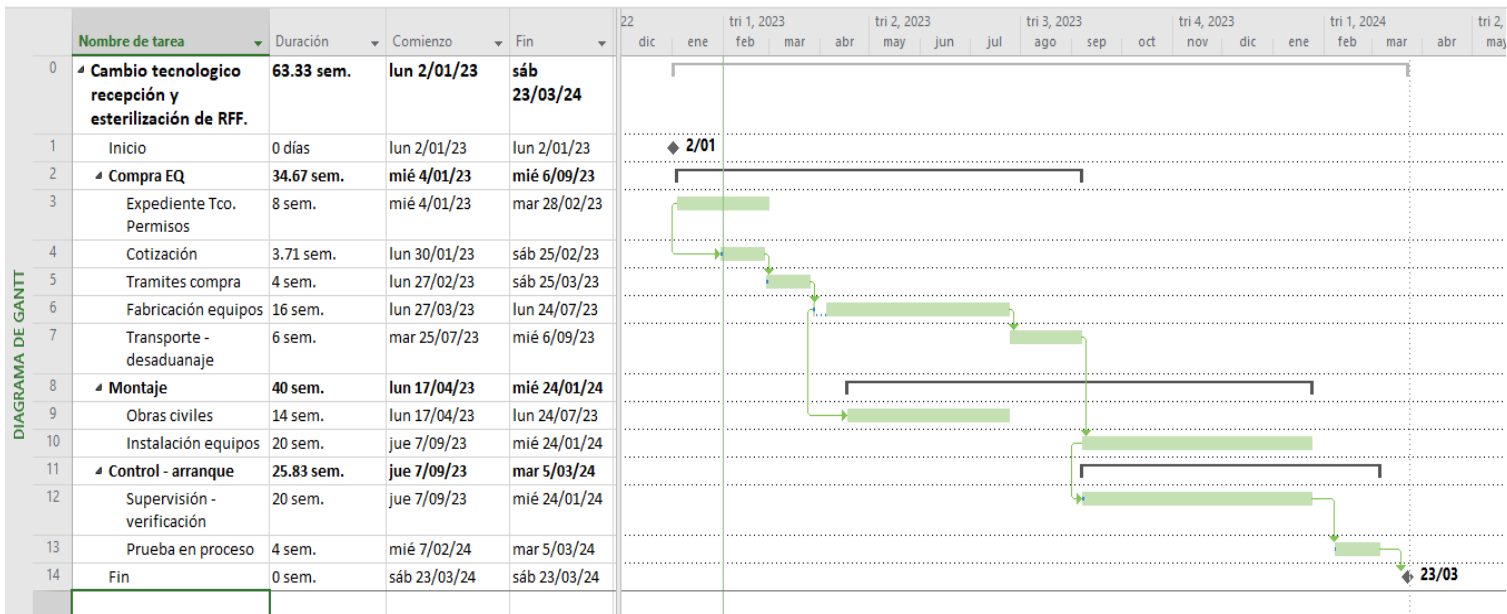 22 tri 1, 2023 tri 2, 2023 tri 3, 2023 tri 4, 2023 tri 1, 2024 tri 2,
Nombre de tarea Duración Comienzo Fin dic ene feb mar abr may jun jul ago sep oct nov dic ene feb mar abr may
DIAGRAMA DE GANTT
0 Cambio tecnologico 63.33 sem. lun 2/01/23 sáb
recepción y 23/03/24
esterilización de RFF.
1 Inicio 0 días lun 2/01/23 lun 2/01/23 2/01
2 Compra EQ 34.67 sem. mié 4/01/23 mié 6/09/23
3 Expediente Tco. 8 sem. mié 4/01/23 mar 28/02/23
Permisos
4 Cotización 3.71 sem. lun 30/01/23 sáb 25/02/23
5 Tramites compra 4 sem. lun 27/02/23 sáb 25/03/23
6 Fabricación equipos 16 sem. lun 27/03/23 lun 24/07/23
7 Transporte - 6 sem. mar 25/07/23 mié 6/09/23
desaduanaje
8 Montaje 40 sem. lun 17/04/23 mié 24/01/24
9 Obras civiles 14 sem. lun 17/04/23 lun 24/07/23
10 Instalación equipos 20 sem. jue 7/09/23 mié 24/01/24
11 Control - arranque 25.83 sem. jue 7/09/23 mar 5/03/24
12 Supervisión - 20 sem. jue 7/09/23 mié 24/01/24
verificación
13 Prueba en proceso 4 sem. mié 7/02/24 mar 5/03/24
14 Fin 0 sem. sáb 23/03/24 sáb 23/03/24 23/03